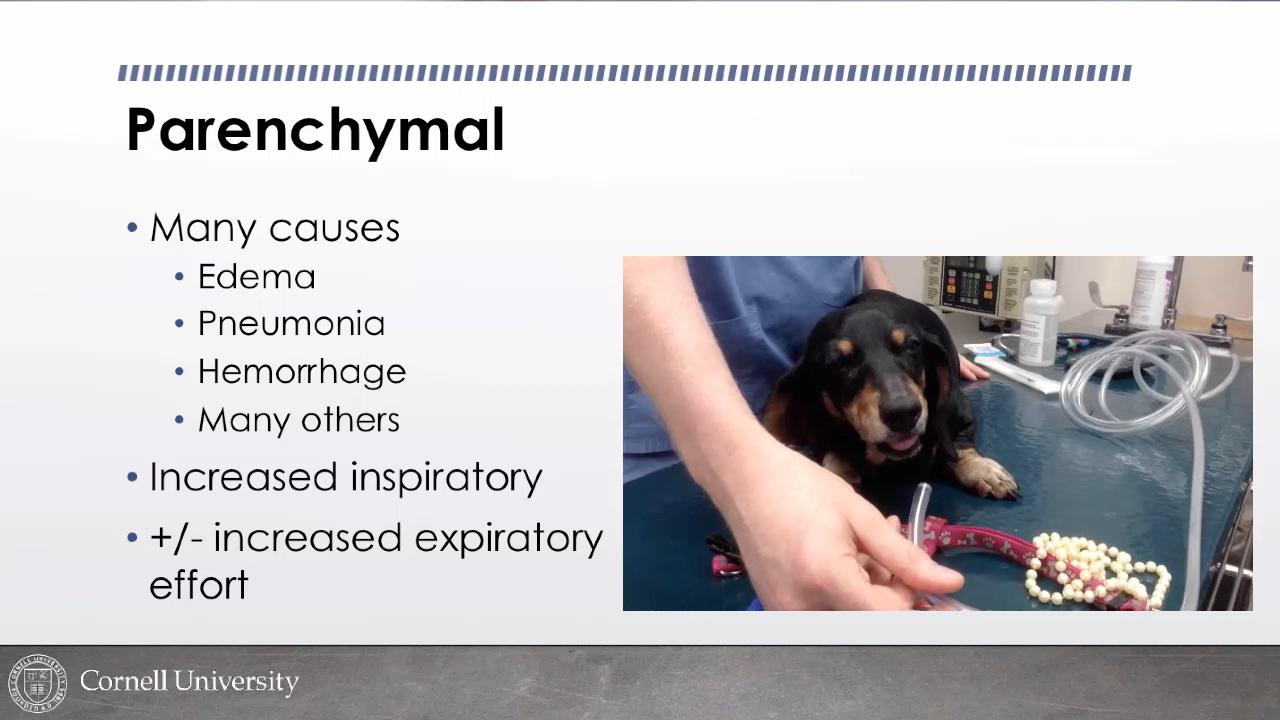 Parenchymal
• Many causes
• Edema
• Pneumonia
• Hemorrhage
• Many others
• Increased inspiratory
• +/- increased expiratory
effort
Cornell University